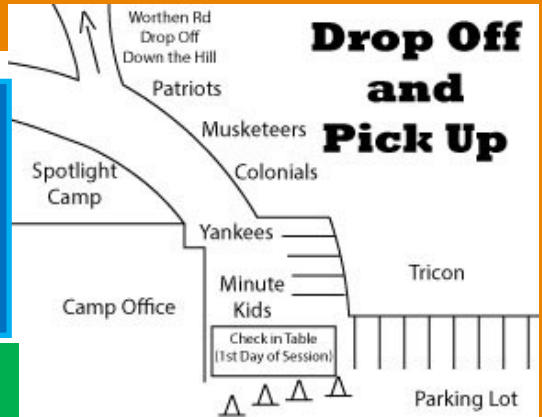 Drop Off
and
Pick Up
Worthen Rd
Drop Off
Down the Hill
Patriots
Musketeers
Colonials
Spotlight
Camp
Yankees
Tricon
Minute
Kids
Camp Office
Check in Table
(1st Day of Session)
Parking Lot